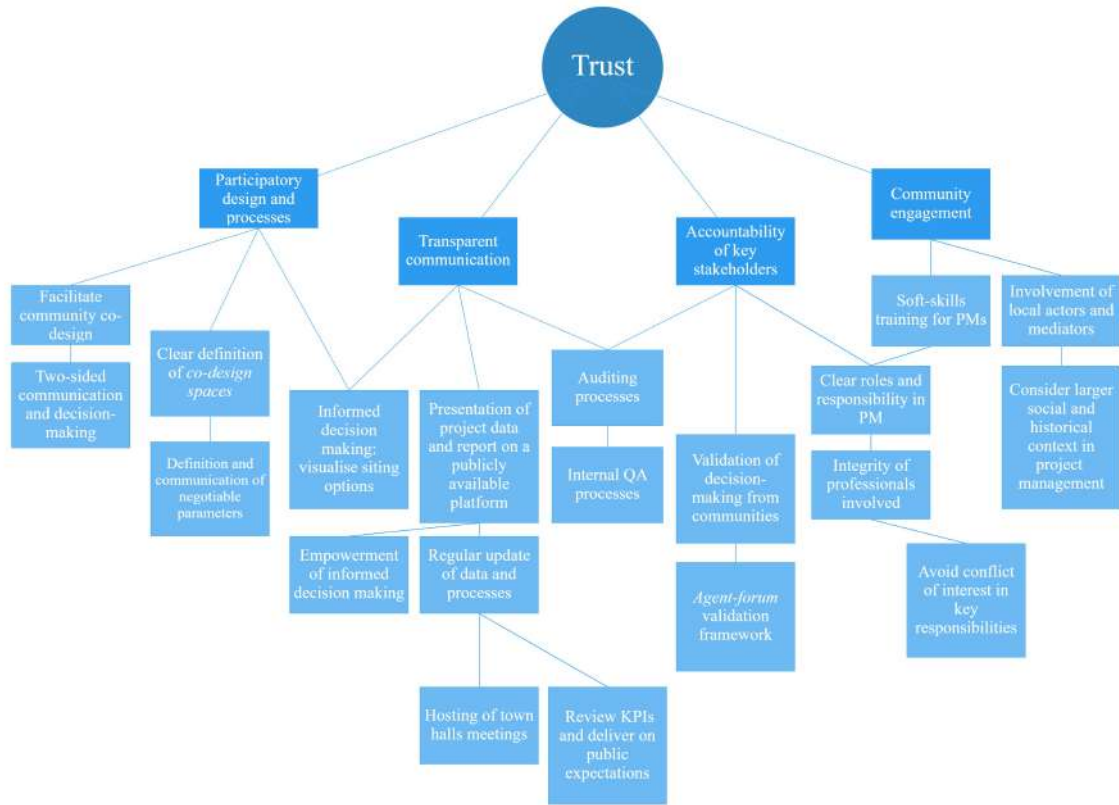 Trust
Participatory
design and
processes
Transparent
communication
Accountability
of key
stakeholders
Community
engagement
Facilitate
community co-
design
Two-sided
communication
and decision-
making
Clear definition
of co-design
spaces
Definition and
communication of
negotiable
parameters
Informed
decision making:
visualise siting
options
Presentation of
project data
and report on a
publicly
available
platform
Empowerment
of informed
decision making
Regular update
of data and
processes
Hosting of town
halls meetings
Review KPIs
and deliver on
public
expectations
Auditing
processes
Internal QA
processes
Validation of
decision-
making from
communities
Agent-forum
validation
framework
Soft-skills
training for PMs
Clear roles and
responsibility in
PM
Integrity of
professionals
involved
Avoid conflict
of interest in
key
responsibilities
Involvement of
local actors and
mediators
Consider larger
social and
historical
context in
project
management